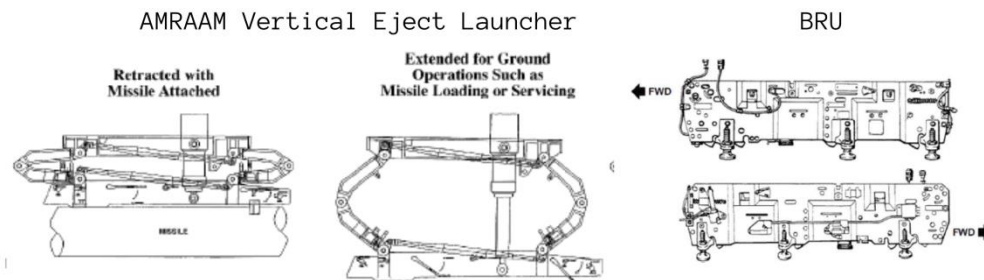 AMRAAM Vertical Eject Launcher
BRU
Retracted with
Missile Attached
Extended for Ground
Operations Such as
Missile Loading or Servicing
FWD
MISSILE
FWD